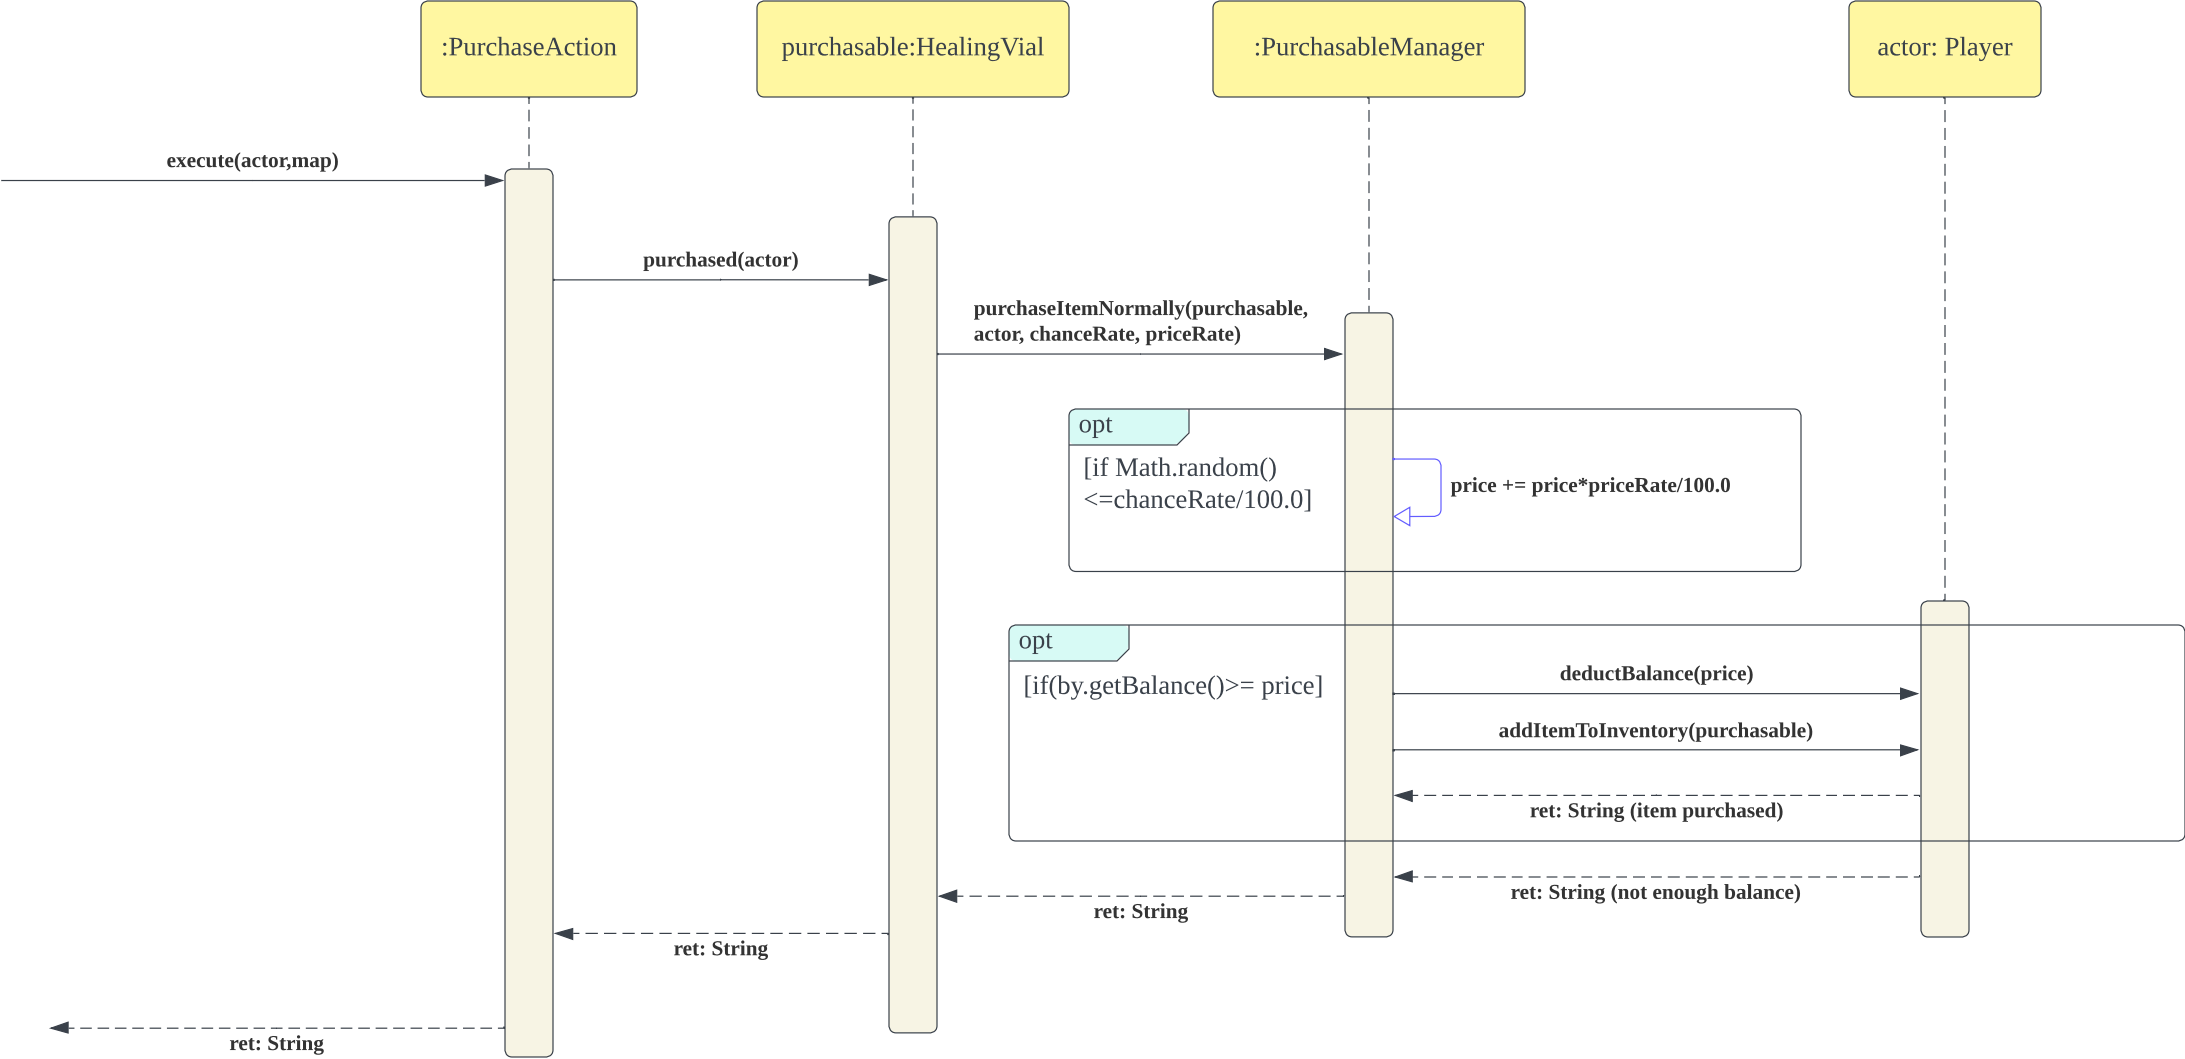 :PurchaseAction
purchasable:HealingVial
:PurchasableManager
actor: Player
execute(actor,map)
purchased(actor)
purchaseItemNormally(purchasable,
actor, chanceRate, priceRate)
opt
[if Math.random()
<=chanceRate/100.0]
price += price*priceRate/100.0
opt
[if(by.getBalance()>= price]
deductBalance(price)
addItemToInventory(purchasable)
ret: String (item purchased)
ret: String (not enough balance)
ret: String
ret: String
ret: String